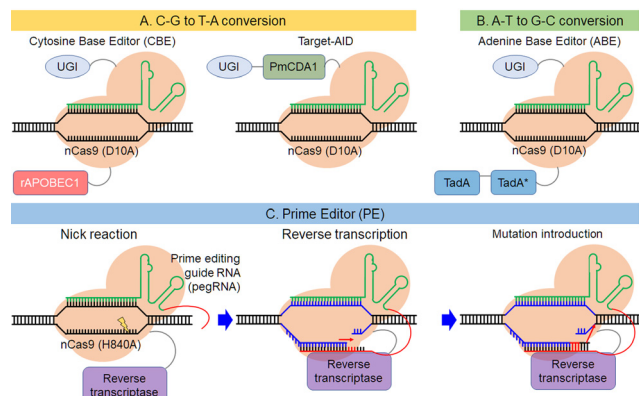 A. C-G to T-A conversion
B. A-T to G-C conversion
Cytosine Base Editor (CBE)
Target-AID
Adenine Base Editor (ABE)
UGI
UGI
PmCDA1
UGI
nCas9 (D10A)
nCas9 (D10A)
nCas9 (D10A)
rAPOBEC1
TadA
TadA*
C. Prime Editor (PE)
Nick reaction
Reverse transcription
Mutation introduction
Prime editing
guide RNA
(pegRNA)
nCas9 (H840A)
Reverse
transcriptase
Reverse
transcriptase
Reverse
transcriptase